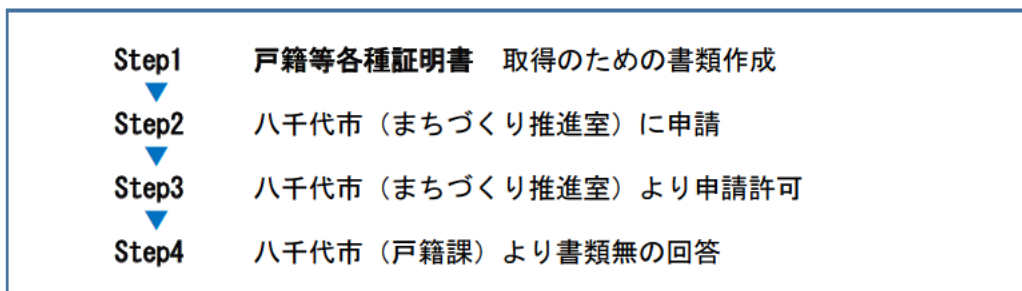 Step1 戸籍等各種証明書 取得のための書類作成
▼
Step2 八千代市（まちづくり推進室）に申請
▼
Step3 八千代市（まちづくり推進室）より申請許可
▼
Step4 八千代市（戸籍課）より書類無の回答